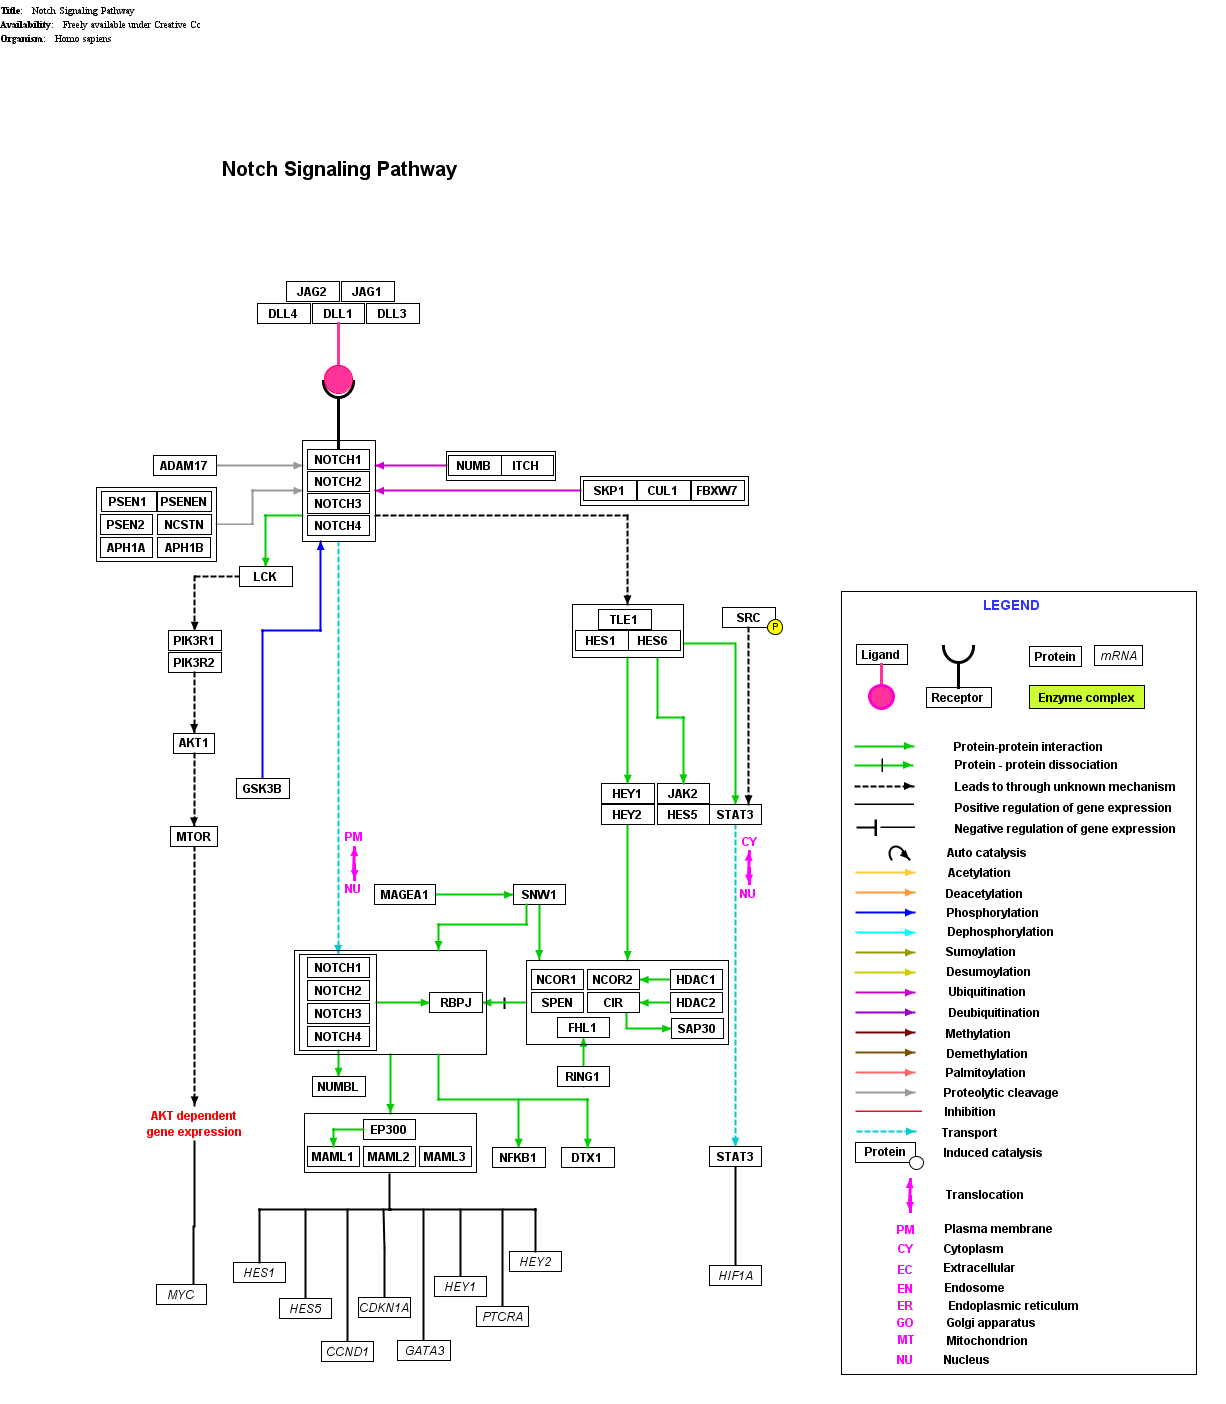 Title: Notch Signaling Pathway
Availability: Freely available under Creative Cc
Organism: Homo sapiens
Notch Signaling Pathway
JAG2 JAG1
DLL4 DLL1 DLL3
NOTCH1
NOTCH2
NOTCH3
NOTCH4
ADAM17
NUMB ITCH
SKP1 CUL1 FBXW7
PSEN1 PSENEN
PSEN2 NCSTN
APH1A APH1B
LCK
PIK3R1
PIK3R2
AKT1
GSK3B
MTOR
TLE1
HES1 HES6
SRC
P
HEY1 JAK2
HEY2 HES5 STAT3
PM
NU
CY
NU
MAGEA1 SNW1
NOTCH1
NOTCH2
NOTCH3
NOTCH4
RBPJ
NCOR1 NCOR2 HDAC1
SPEN CIR HDAC2
FHL1 SAP30
RING1
NUMBL
AKT dependent
gene expression
EP300
MAML1 MAML2 MAML3
NFKB1 DTX1 STAT3
HES1
HES5
CCND1
CDKN1A
GATA3
HEY1
PTCRA
HEY2
HIF1A
MYC
LEGEND
Ligand
Receptor
Protein mRNA
Enzyme complex
Protein-protein interaction
Protein - protein dissociation
Leads to through unknown mechanism
Positive regulation of gene expression
Negative regulation of gene expression
Auto catalysis
Acetylation
Deacetylation
Phosphorylation
Dephosphorylation
Sumoylation
Desumoylation
Ubiquitination
Deubiquitination
Methylation
Demethylation
Palmitoylation
Proteolytic cleavage
Inhibition
Transport
Protein Induced catalysis
Translocation
PM Plasma membrane
CY Cytoplasm
EC Extracellular
EN Endosome
ER Endoplasmic reticulum
GO Golgi apparatus
MT Mitochondrion
NU Nucleus